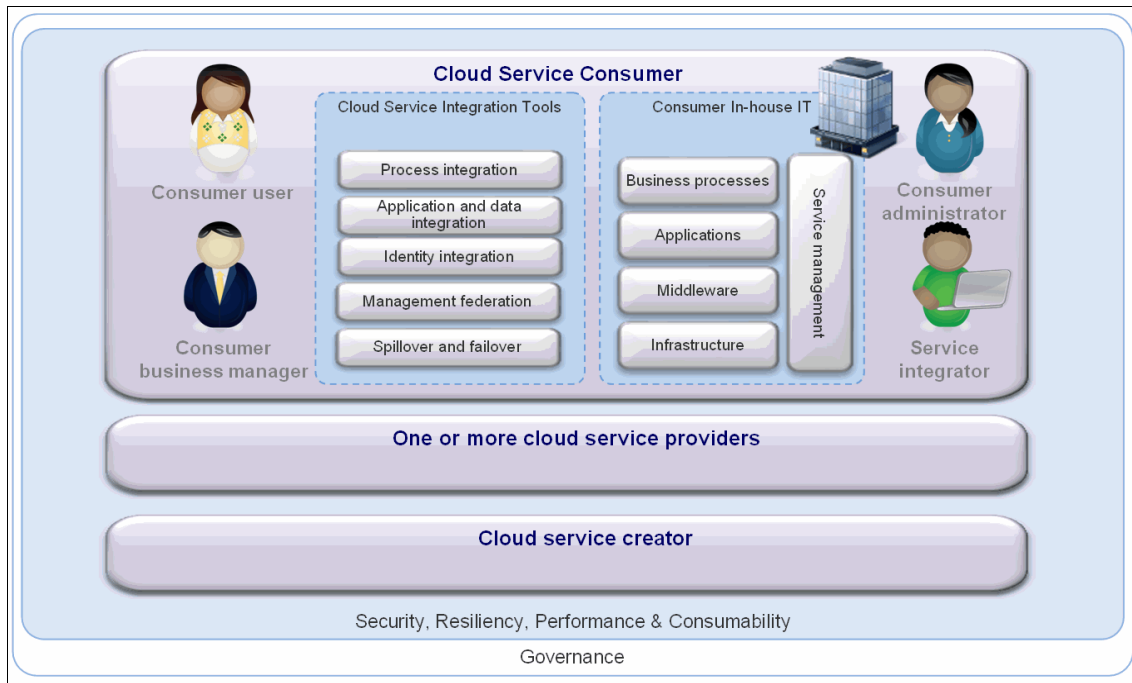 Cloud Service Consumer
Consumer user
Consumer
business manager
Cloud Service Integration Tools
Process integration
Application and data
integration
Identity integration
Management federation
Spillover and failover
Consumer In-house IT
Business processes
Applications
Middleware
Infrastructure
Service management
Consumer
administrator
Service
integrator
One or more cloud service providers
Cloud service creator
Security, Resiliency, Performance & Consumability
Governance